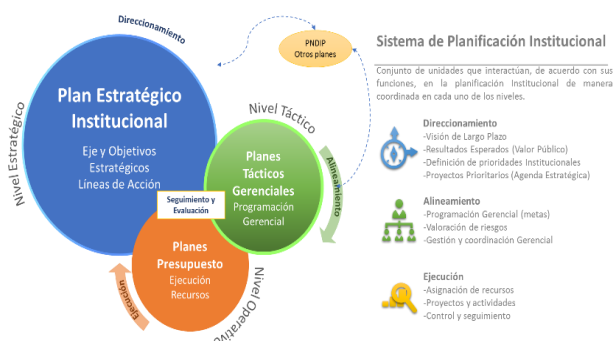 Direccionamiento
PNDIP
Otros planes
Nivel Estratégico
Plan Estratégico
Institucional
Eje y Objetivos
Estratégicos
Líneas de Acción
Nivel Táctico
Planes
Tácticos
Gerenciales
Programación
Gerencial
Alineamiento
Seguimiento y
Evaluación
Planes
Presupuesto
Ejecución
Recursos
Ejecución
Nivel Operativo
Sistema de Planificación Institucional
Conjunto de unidades que interactúan, de acuerdo con sus
funciones, en la planificación Institucional de manera
coordinada en cada uno de los niveles.
Direccionamiento
-Visión de Largo Plazo
-Resultados Esperados (Valor Público)
-Definición de prioridades Institucionales
-Proyectos Prioritarios (Agenda Estratégica)
Alineamiento
-Programación Gerencial (metas)
-Valoración de riesgos
-Gestión y coordinación Gerencial
Ejecución
-Asignación de recursos
-Proyectos y actividades
-Control y seguimiento